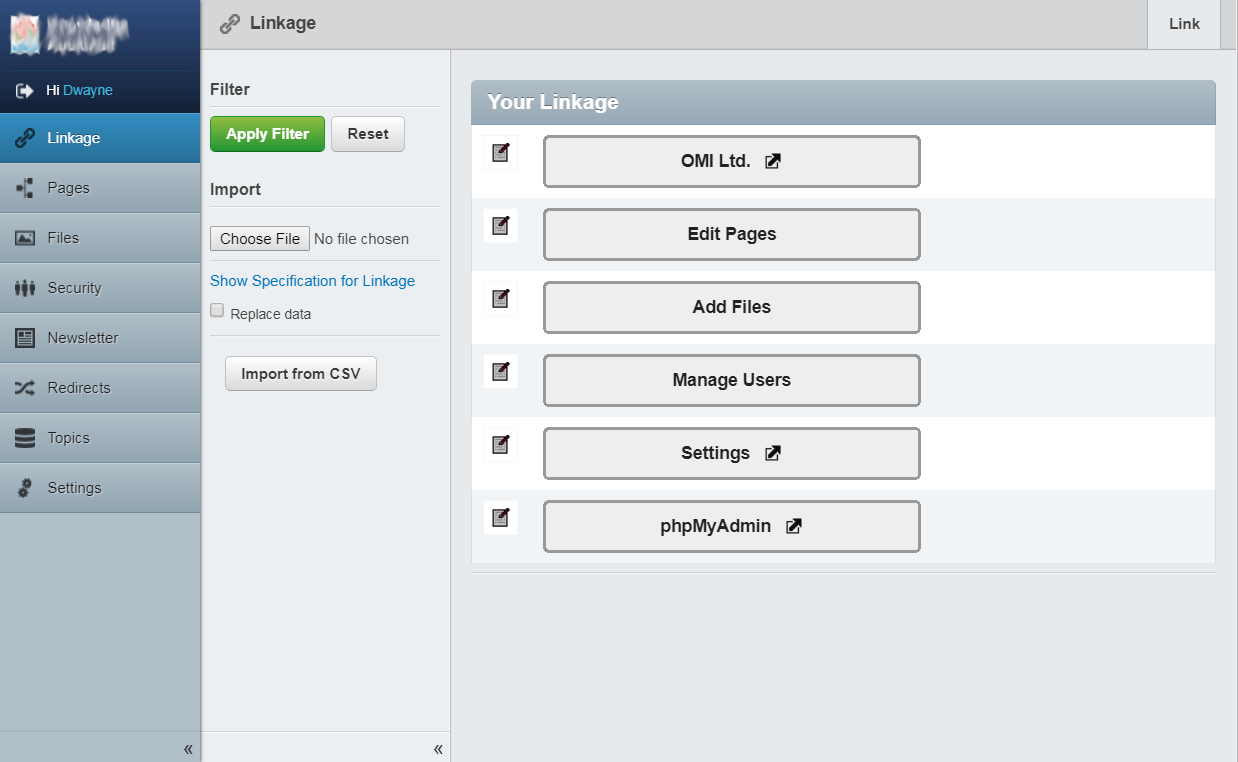 Hi Dwayne
Linkage
Pages
Files
Security
Newsletter
Redirects
Topics
Settings
«
Linkage
Link
Filter
Apply Filter Reset
Import
Choose File No file chosen
Show Specification for Linkage
Replace data
Import from CSV
«
Your Linkage
OMI Ltd.
Edit Pages
Add Files
Manage Users
Settings
phpMyAdmin